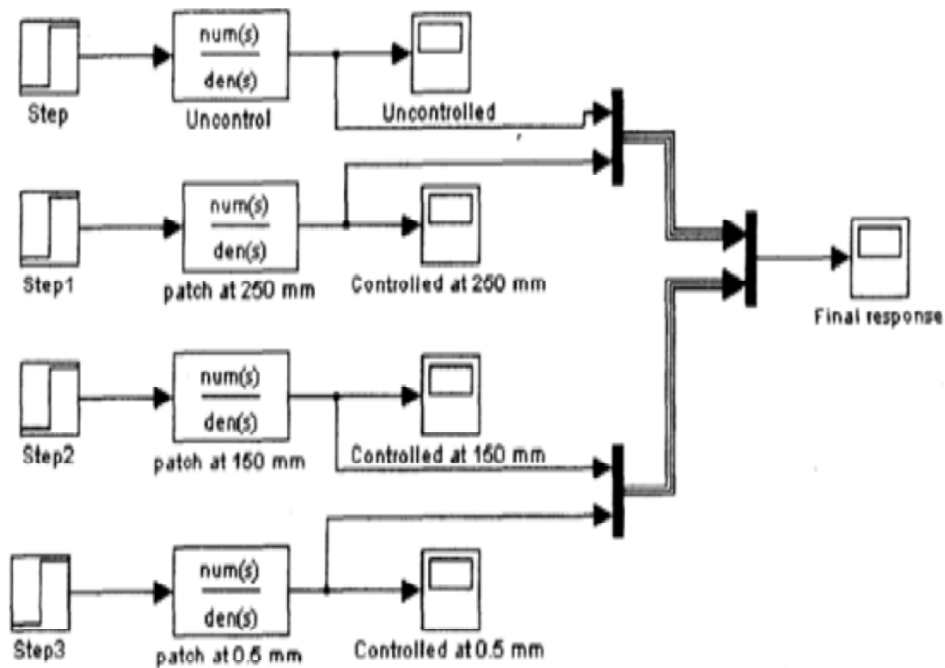 num(s)
den(s)
Step
Uncontrol
Uncontrolled
num(s)
den(s)
Step1
patch at 250 mm
Controlled at 250 mm
Final response
num(s)
den(s)
Step2
patch at 150 mm
Controlled at 150 mm
num(s)
den(s)
Step3
patch at 0.5 mm
Controlled at 0.5 mm